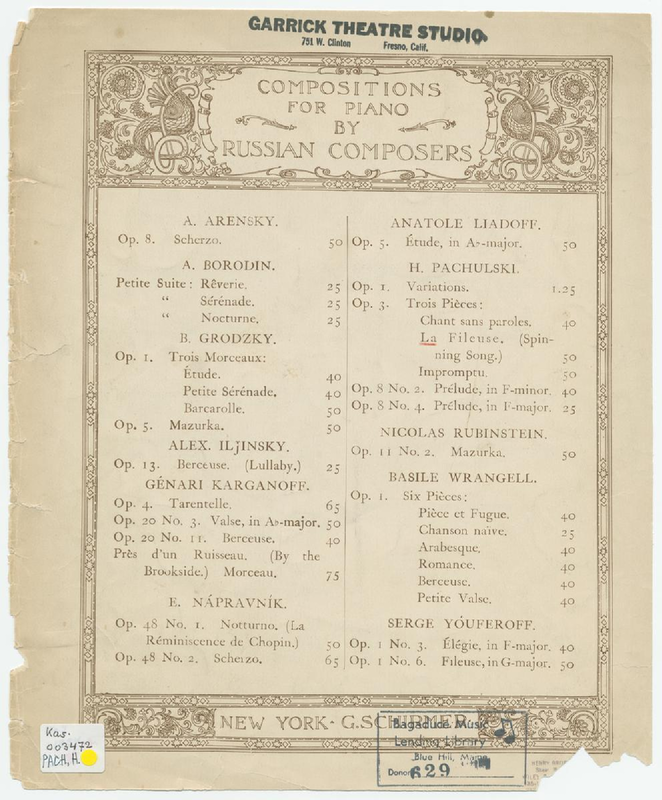 GARRICK THEATRE STUDIO
751 W. Clinton Fresno, Calif.
COMPOSITIONS
FOR PIANO
BY
RUSSIAN COMPOSERS
A. ARENSKY.
Op. 8. Scherzo. 50
A. BORODIN.
Petite Suite: Rêverie. 25
" Sérénade. 25
" Nocturne. 25
B. GRODZKY.
Op. 1. Trois Morceaux:
Étude. 40
Petite Sérénade. 40
Barcarolle. 50
Op. 5. Mazurka. 50
ALEX. ILJINSKY.
Op. 13. Berceuse. (Lullaby.) 25
GÉNARI KARGANOFF.
Op. 4. Tarentelle. 65
Op. 20 No. 3. Valse, in A♭-major. 50
Op. 20 No. 11. Berceuse. 40
Près d'un Ruisseau. (By the
Brookside.) Morceau. 75
E. NÁPRAVNÍK.
Op. 48 No. 1. Notturno. (La
Réminiscence de Chopin.) 50
Op. 48 No. 2. Scherzo. 65
ANATOLE LIADOFF.
Op. 5. Étude, in A♭-major. 50
H. PACHULSKI.
Op. 1. Variations. 1.25
Op. 3. Trois Pièces:
Chant sans paroles. 40
La Fileuse. (Spin-
ning Song.) 50
Impromptu. 50
Op. 8 No. 2. Prélude, in F-minor. 40
Op. 8 No. 4. Prélude, in F-major. 25
NICOLAS RUBINSTEIN.
Op. 11 No. 2. Mazurka. 50
BASILE WRANGELL.
Op. 1. Six Pièces:
Pièce et Fugue. 40
Chanson naïve. 25
Arabesque. 40
Romance. 40
Berceuse. 40
Petite Valse. 40
SERGE YOUFEROFF.
Op. 1 No. 3. Élégie, in F-major. 40
Op. 1 No. 6. Fileuse, in G-major. 50
NEW YORK · G. SCHIRMER
Bagaduce Music
Lending Library
Blue Hill, Maine
Donor 629
Kas.
003472
PACH, H.